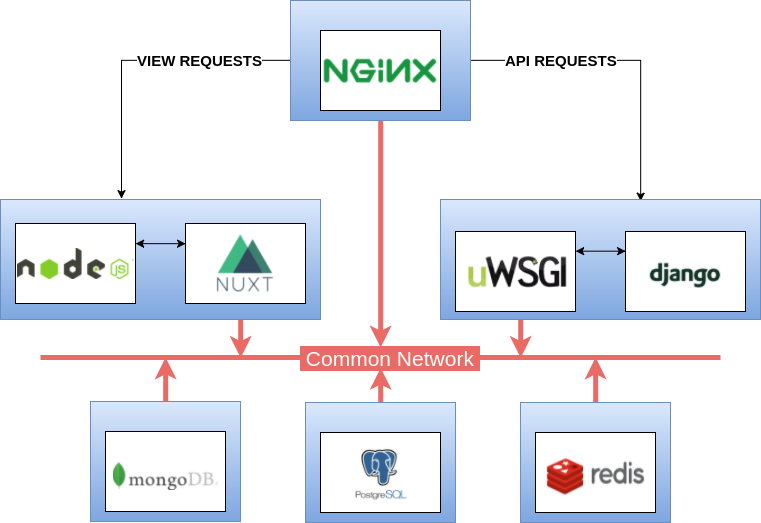 VIEW REQUESTS
NGiNX
API REQUESTS
node
JS
NUXT
uWSGI
django
Common Network
mongoDB.
PostgreSQL
redis